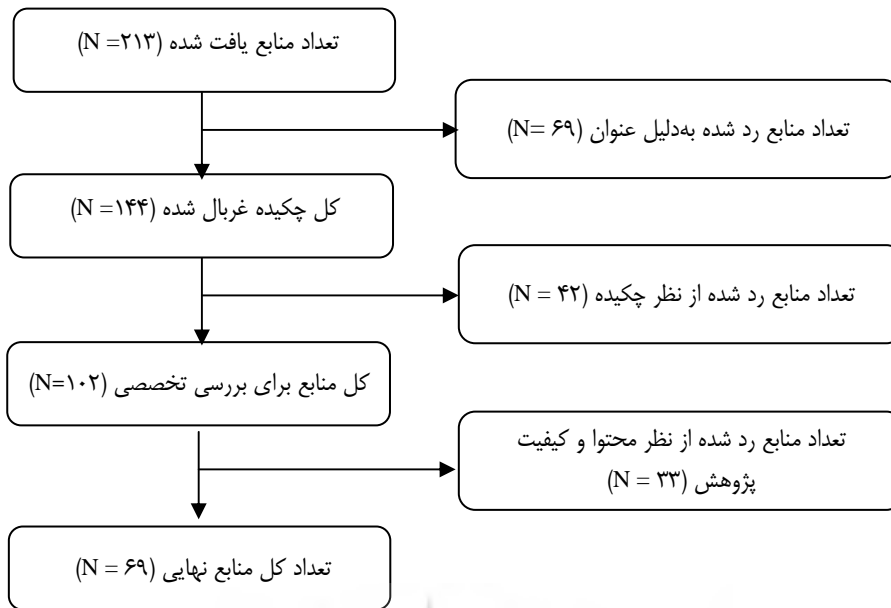 تعداد منابع یافت شده (N =۲۱۳)
تعداد منابع رد شده به‌دلیل عنوان (N= ۶۹)
کل چکیده غربال شده (N =۱۴۴)
تعداد منابع رد شده از نظر چکیده (N = ۴۲)
کل منابع برای بررسی تخصصی (N=۱۰۲)
تعداد منابع رد شده از نظر محتوا و کیفیت
پژوهش (N = ۳۳)
تعداد کل منابع نهایی (N = ۶۹)